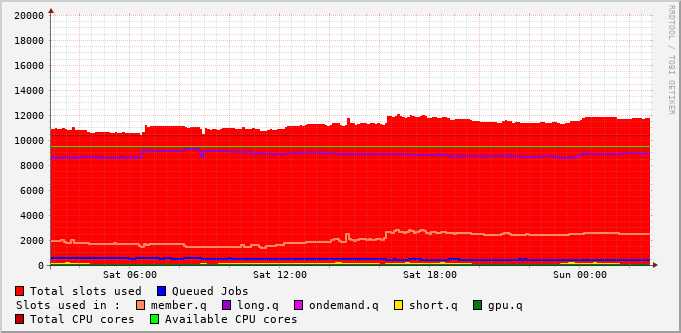 RRDTOOL / TOBI OETIKER
20000
18000
16000
14000
12000
10000
8000
6000
4000
2000
0
Sat 06:00 Sat 12:00 Sat 18:00 Sun 00:00
Total slots used Queued Jobs
Slots used in : member.q long.q ondemand.q short.q gpu.q
Total CPU cores Available CPU cores